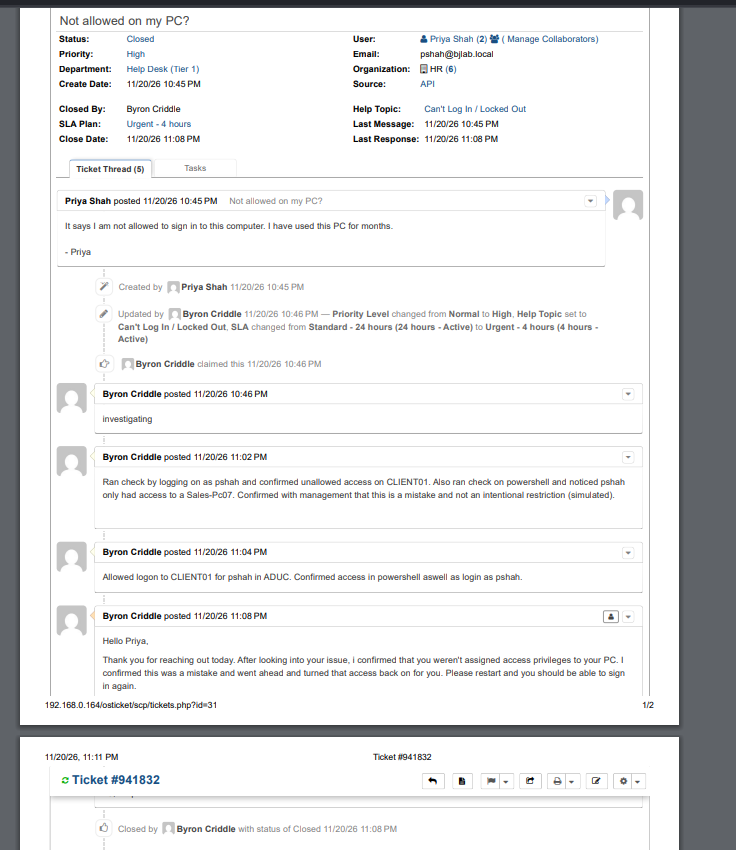 Not allowed on my PC?
Status: Closed
User: Priya Shah (2) ( Manage Collaborators)
Priority: High
Email: pshah@bjlab.local
Department: Help Desk (Tier 1)
Organization: HR (6)
Create Date: 11/20/26 10:45 PM
Source: API
Closed By: Byron Criddle
Help Topic: Can't Log In / Locked Out
SLA Plan: Urgent - 4 hours
Last Message: 11/20/26 10:45 PM
Close Date: 11/20/26 11:08 PM
Last Response: 11/20/26 11:08 PM
Ticket Thread (5)
Tasks
Priya Shah posted 11/20/26 10:45 PM Not allowed on my PC?
It says I am not allowed to sign in to this computer. I have used this PC for months.
- Priya
Created by Priya Shah 11/20/26 10:45 PM
Updated by Byron Criddle 11/20/26 10:46 PM — Priority Level changed from Normal to High, Help Topic set to
Can't Log In / Locked Out, SLA changed from Standard - 24 hours (24 hours - Active) to Urgent - 4 hours (4 hours -
Active)
Byron Criddle claimed this 11/20/26 10:46 PM
Byron Criddle posted 11/20/26 10:46 PM
investigating
Byron Criddle posted 11/20/26 11:02 PM
Ran check by logging on as pshah and confirmed unallowed access on CLIENT01. Also ran check on powershell and noticed pshah
only had access to a Sales-Pc07. Confirmed with management that this is a mistake and not an intentional restriction (simulated).
Byron Criddle posted 11/20/26 11:04 PM
Allowed logon to CLIENT01 for pshah in ADUC. Confirmed access in powershell aswell as login as pshah.
Byron Criddle posted 11/20/26 11:08 PM
Hello Priya,
Thank you for reaching out today. After looking into your issue, i confirmed that you weren't assigned access privileges to your PC. I
confirmed this was a mistake and went ahead and turned that access back on for you. Please restart and you should be able to sign
in again.
192.168.0.164/osticket/scp/tickets.php?id=31
1/2
11/20/26, 11:11 PM
Ticket #941832
Ticket #941832
Closed by Byron Criddle with status of Closed 11/20/26 11:08 PM